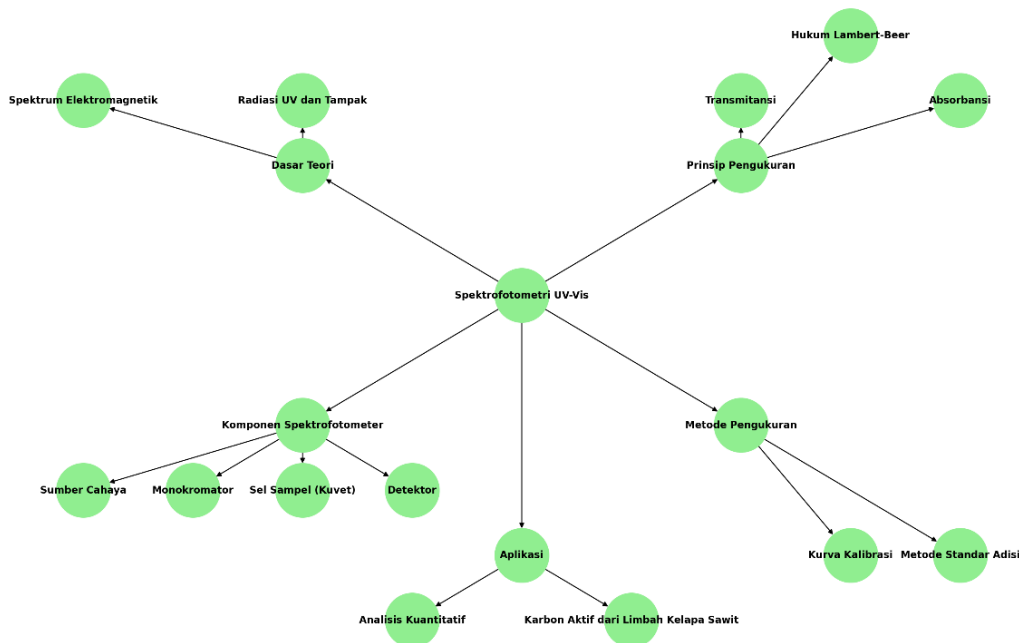 Hukum Lambert-Beer
Spektrum Elektromagnetik
Radiasi UV dan Tampak
Transmitansi
Absorbansi
Dasar Teori
Prinsip Pengukuran
Spektrofotometri UV-Vis
Komponen Spektrofotometer
Metode Pengukuran
Sumber Cahaya
Monokromator
Sel Sampel (Kuvet)
Detektor
Aplikasi
Kurva Kalibrasi
Metode Standar Adisi
Analisis Kuantitatif
Karbon Aktif dari Limbah Kelapa Sawit